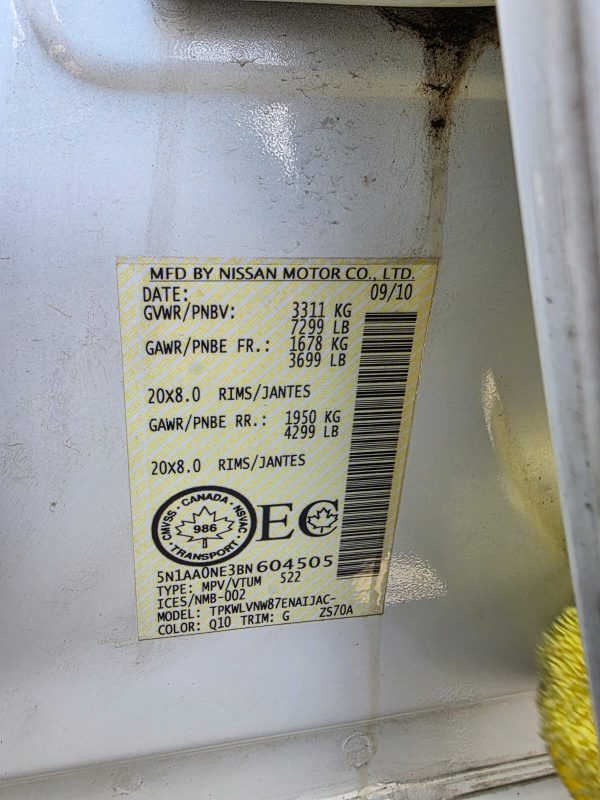 MFD BY NISSAN MOTOR CO., LTD.
DATE: 09/10
GVWR/PNBV: 3311 KG
7299 LB
GAWR/PNBE FR.: 1678 KG
3699 LB
20X8.0 RIMS/JANTES
GAWR/PNBE RR.: 1950 KG
4299 LB
20X8.0 RIMS/JANTES
CMVSS · CANADA · NSVAC
986
TRANSPORT
EC
5N1AA0NE3BN604505
TYPE: MPV/VTUM 522
ICES/NMB-002
MODEL: TPKWLVNW87ENAIJAC-
ZS70A
COLOR: Q10 TRIM: G